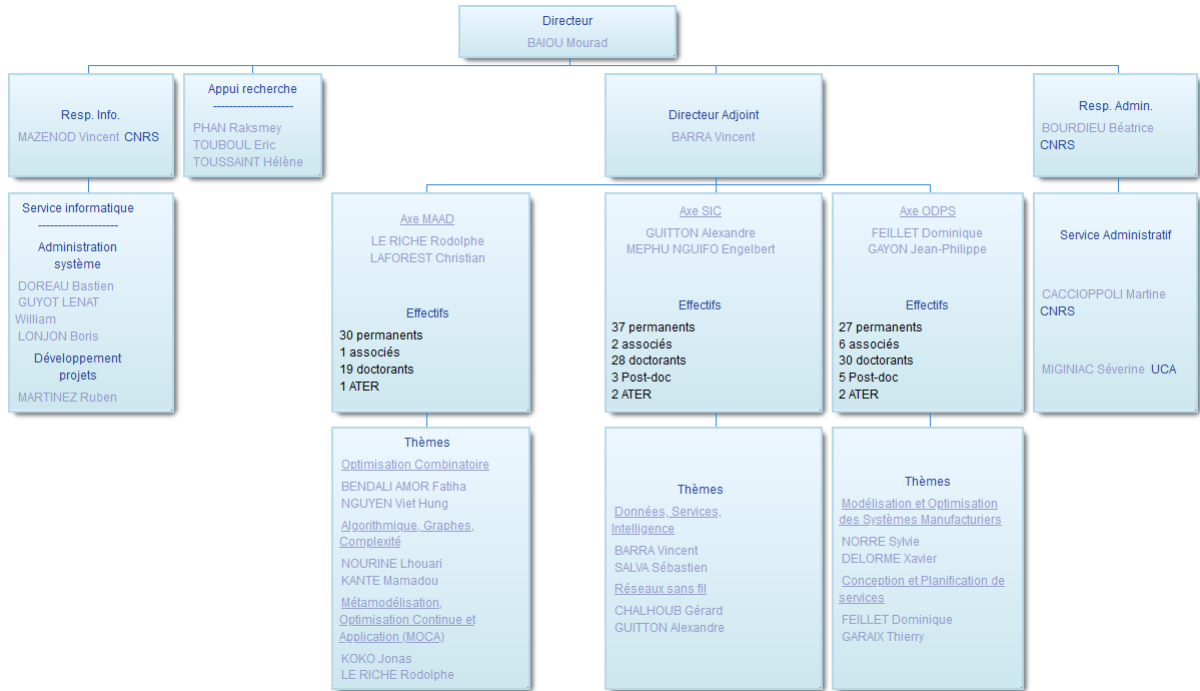 Directeur
BAIOU Mourad
Resp. Info.
MAZENOD Vincent CNRS
Appui recherche
--------------------
PHAN Raksmey
TOUBOUL Eric
TOUSSAINT Hélène
Directeur Adjoint
BARRA Vincent
Resp. Admin.
BOURDIEU Béatrice
CNRS
Service informatique
--------------------
Administration
système
DOREAU Bastien
GUYOT LENAT
William
LONJON Boris
Développement
projets
MARTINEZ Ruben
Axe MAAD
LE RICHE Rodolphe
LAFOREST Christian
Effectifs
30 permanents
1 associés
19 doctorants
1 ATER
Axe SIC
GUITTON Alexandre
MEPHU NGUIFO Engelbert
Effectifs
37 permanents
2 associés
28 doctorants
3 Post-doc
2 ATER
Axe ODPS
FEILLET Dominique
GAYON Jean-Philippe
Effectifs
27 permanents
6 associés
30 doctorants
5 Post-doc
2 ATER
Service Administratif
CACCIOPPOLI Martine
CNRS
MIGINIAC Séverine UCA
Thèmes
Optimisation Combinatoire
BENDALI AMOR Fatiha
NGUYEN Viet Hung
Algorithmique, Graphes,
Complexité
NOURINE Lhouari
KANTE Mamadou
Métamodélisation,
Optimisation Continue et
Application (MOCA)
KOKO Jonas
LE RICHE Rodolphe
Thèmes
Données, Services,
Intelligence
BARRA Vincent
SALVA Sébastien
Réseaux sans fil
CHALHOUB Gérard
GUITTON Alexandre
Thèmes
Modélisation et Optimisation
des Systèmes Manufacturiers
NORRE Sylvie
DELORME Xavier
Conception et Planification de
services
FEILLET Dominique
GARAIX Thierry